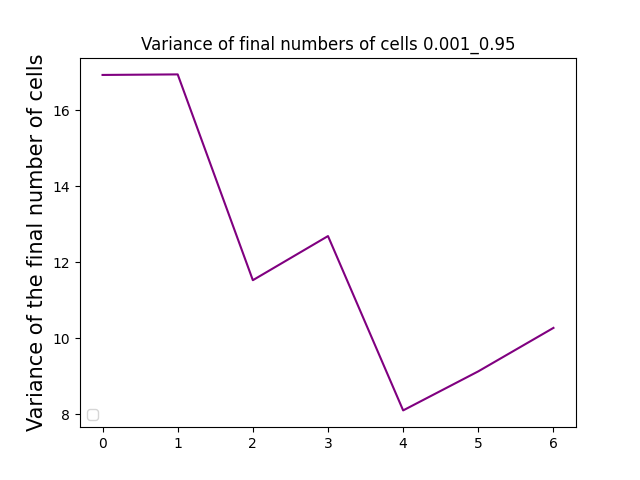 Variance of final numbers of cells 0.001_0.95
Variance of the final number of cells
16
14
12
10
8
0 1 2 3 4 5 6